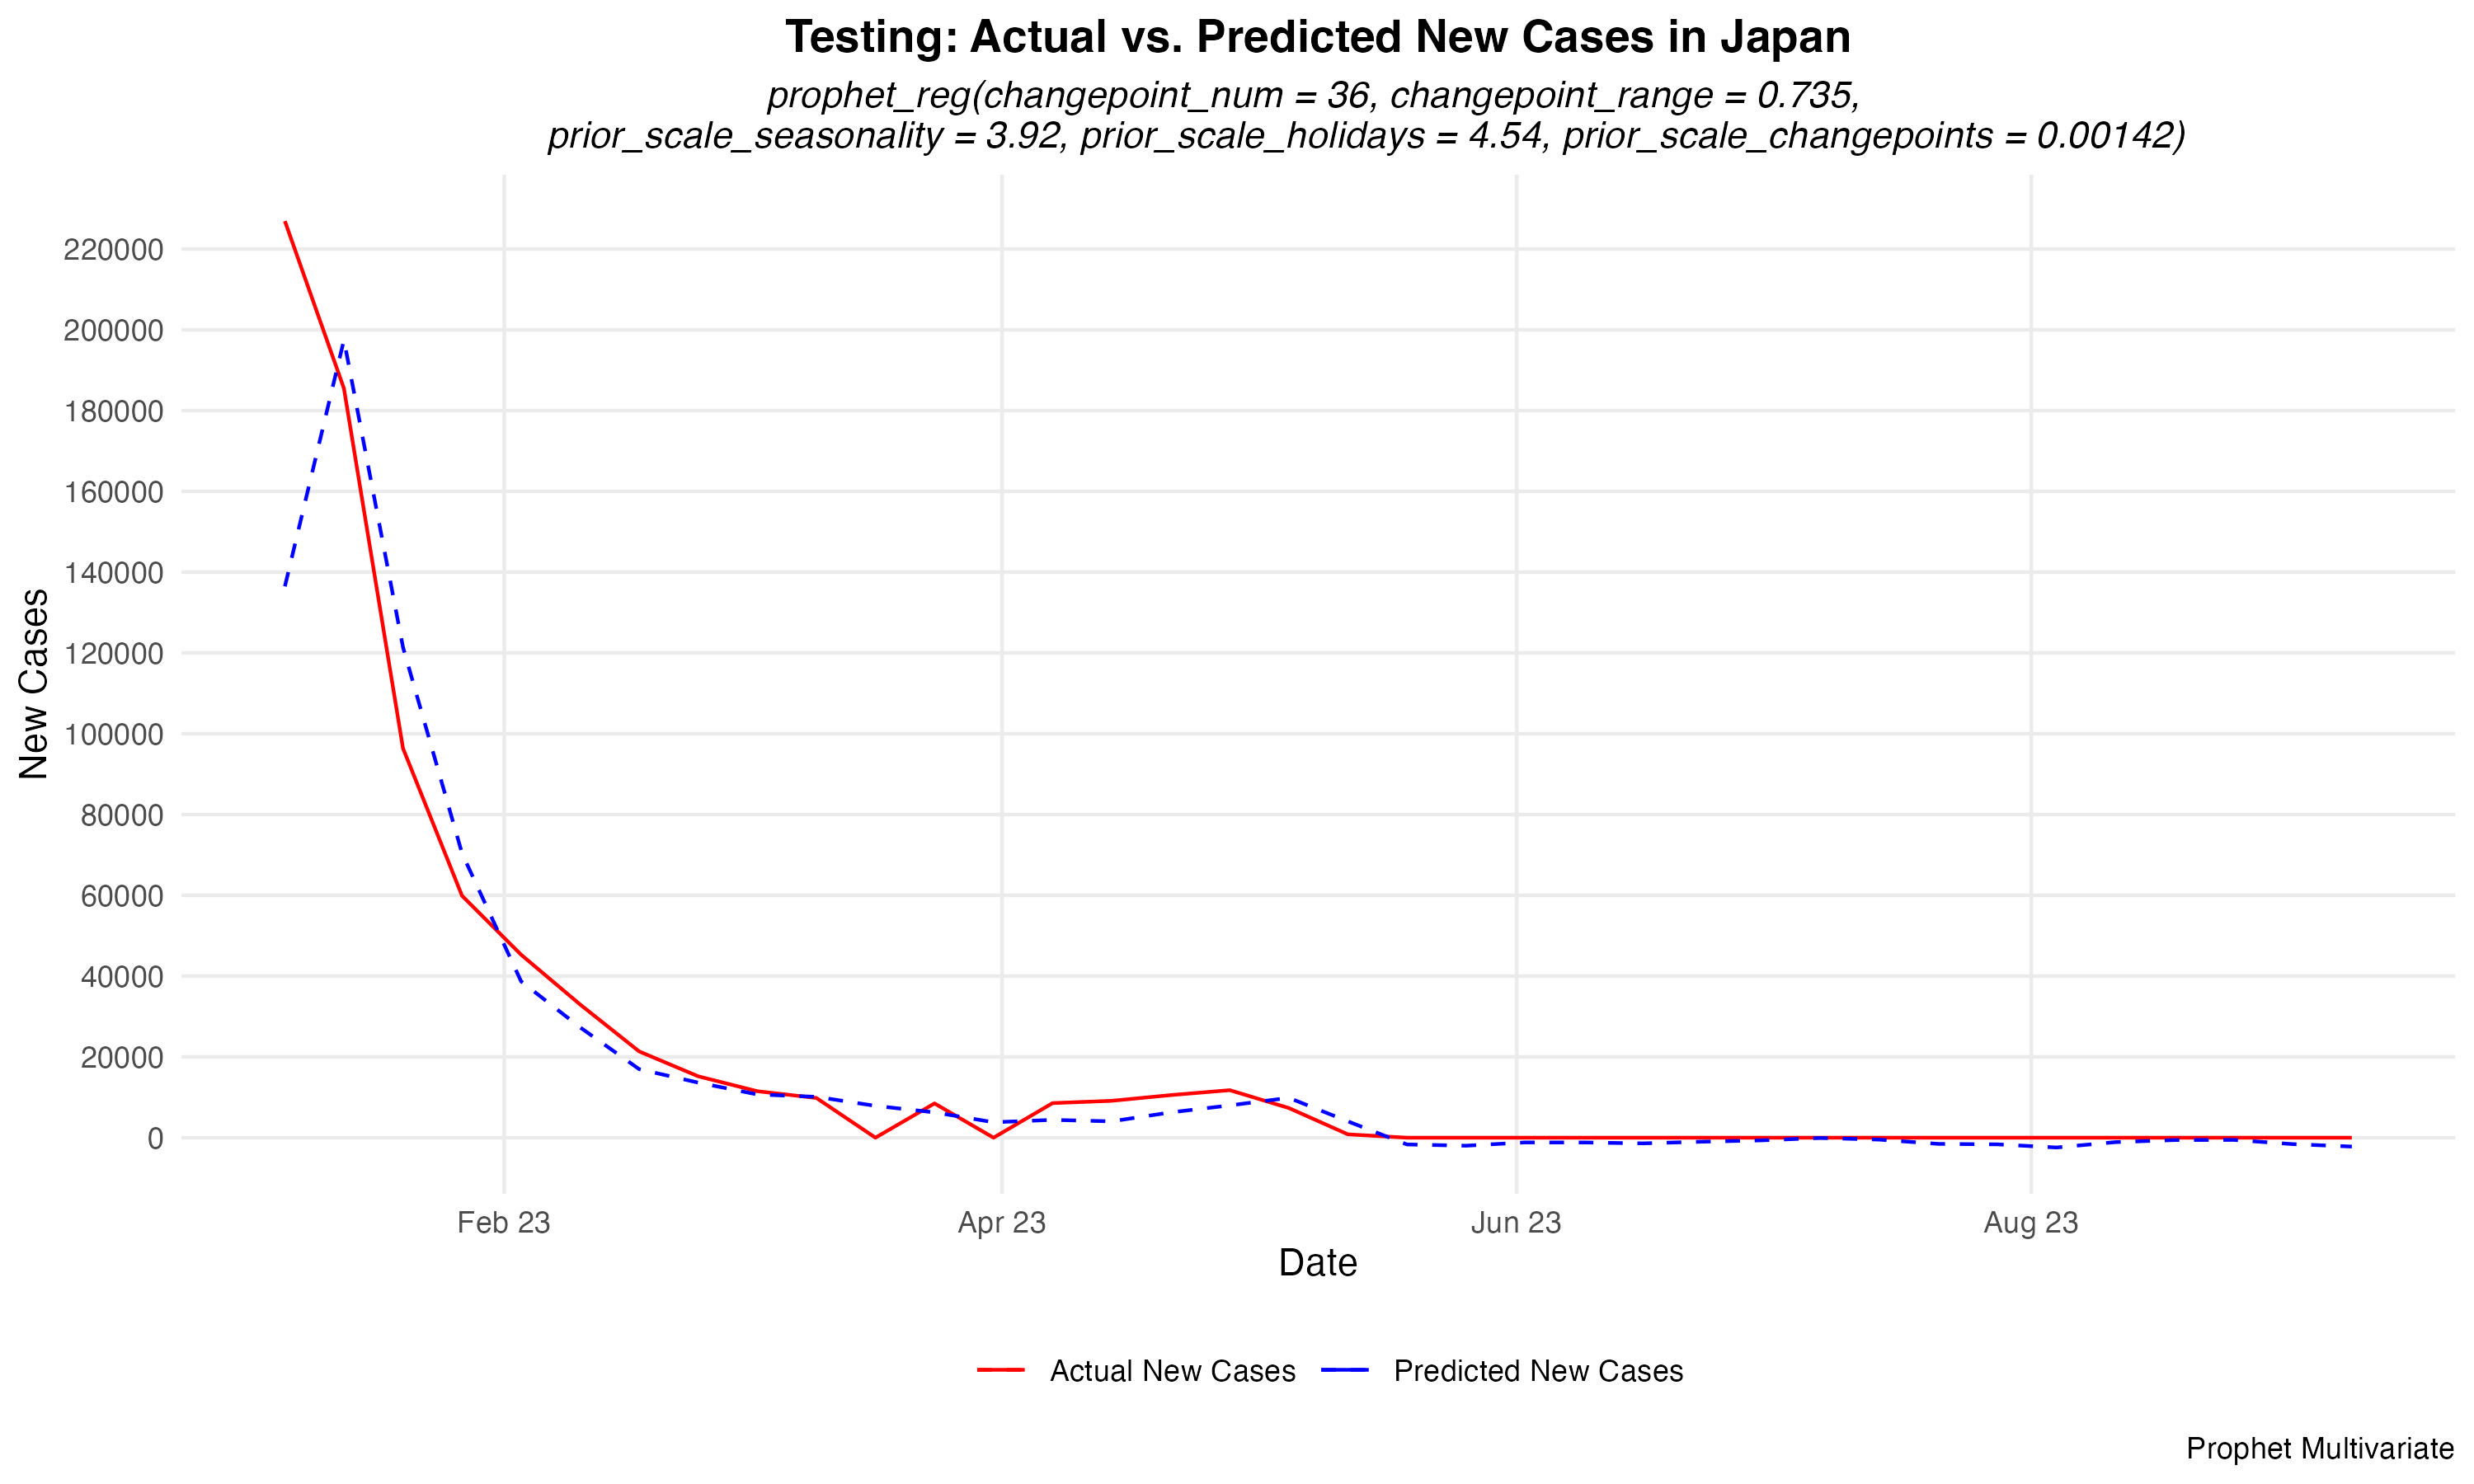 Testing: Actual vs. Predicted New Cases in Japan
prophet_reg(changepoint_num = 36, changepoint_range = 0.735,
prior_scale_seasonality = 3.92, prior_scale_holidays = 4.54, prior_scale_changepoints = 0.00142)
New Cases
220000
200000
180000
160000
140000
120000
100000
80000
60000
40000
20000
0
Feb 23 Apr 23 Jun 23 Aug 23
Date
Actual New Cases Predicted New Cases
Prophet Multivariate